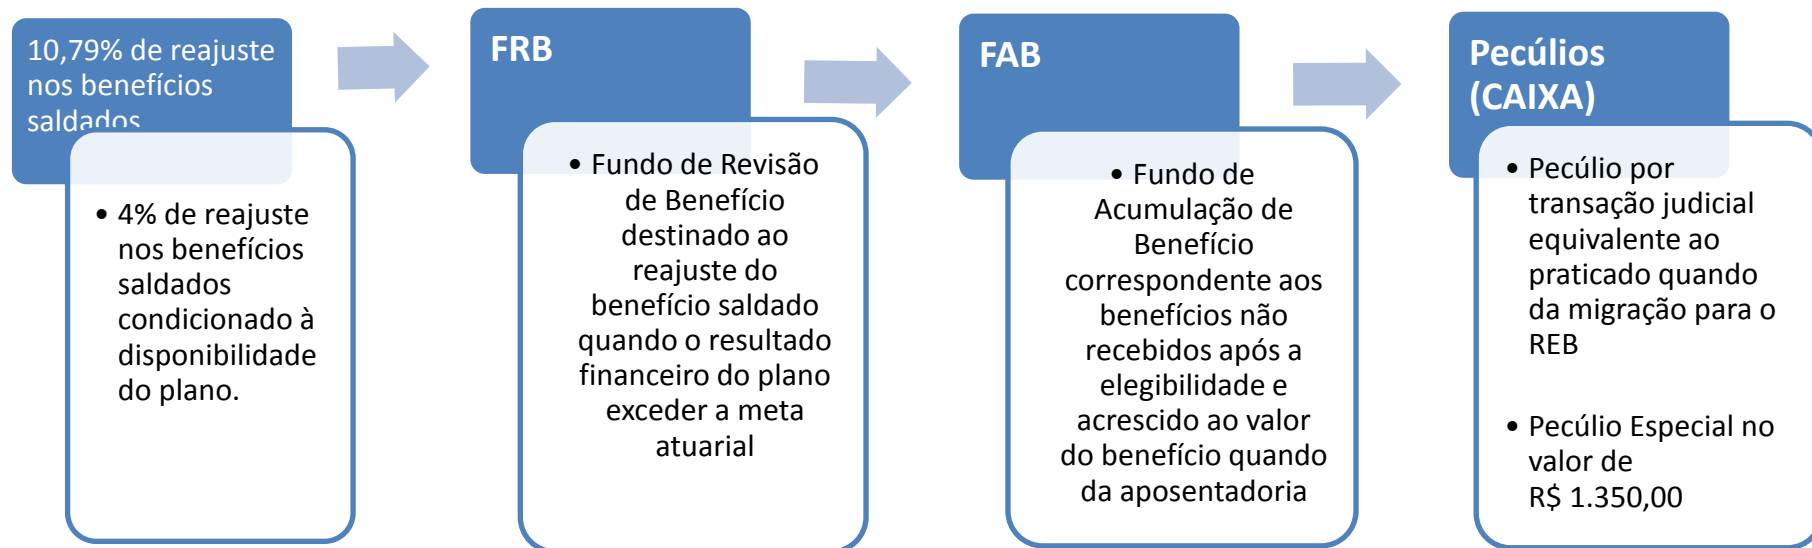 10,79% de reajuste
nos benefícios
saldados
• 4% de reajuste
nos benefícios
saldados
condicionado à
disponibilidade
do plano.
FRB
• Fundo de Revisão
de Benefício
destinado ao
reajuste do
benefício saldado
quando o resultado
financeiro do plano
exceder a meta
atuarial
FAB
• Fundo de
Acumulação de
Benefício
correspondente aos
benefícios não
recebidos após a
elegibilidade e
acrescido ao valor
do benefício quando
da aposentadoria
Pecúlios
(CAIXA)
• Pecúlio por
transação judicial
equivalente ao
praticado quando
da migração para o
REB
• Pecúlio Especial no
valor de
R$ 1.350,00